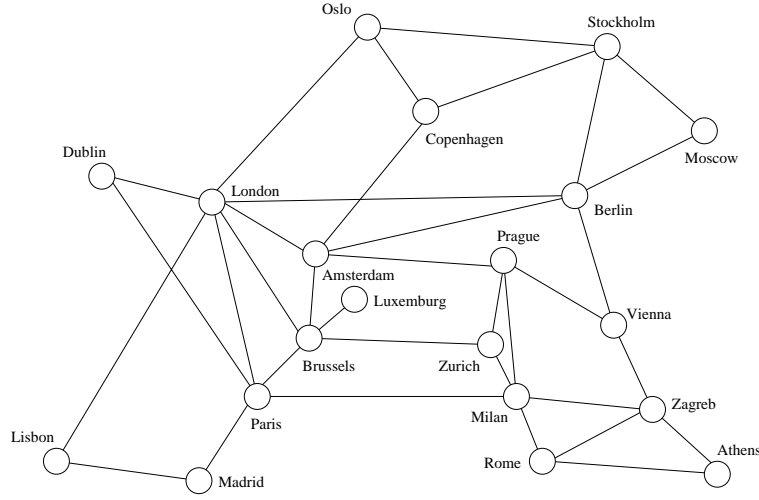 Oslo
Stockholm
Copenhagen
Moscow
Dublin
London
Berlin
Prague
Amsterdam
Luxemburg
Vienna
Brussels
Zurich
Zagreb
Paris
Milan
Lisbon
Athens
Rome
Madrid